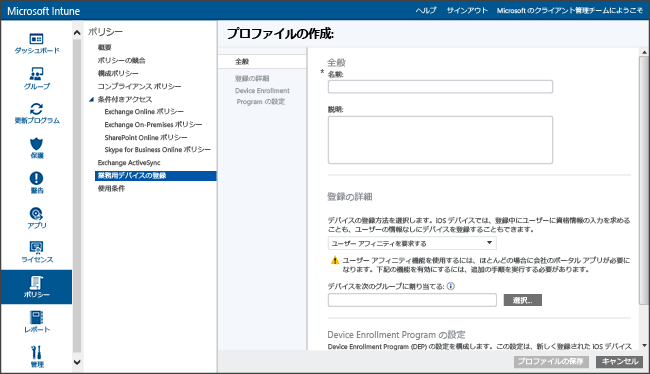 Microsoft Intune
ヘルプ サインアウト Microsoft のクライアント管理チームにようこそ
ダッシュボード
グループ
更新プログラム
保護
警告
アプリ
ライセンス
ポリシー
レポート
管理
ポリシー
概要
ポリシーの競合
構成ポリシー
コンプライアンス ポリシー
条件付きアクセス
Exchange Online ポリシー
Exchange On-Premises ポリシー
SharePoint Online ポリシー
Skype for Business Online ポリシー
Exchange ActiveSync
業務用デバイスの登録
使用条件
プロファイルの作成:
全般
登録の詳細
Device Enrollment
Program の設定
全般
* 名前:
説明:
登録の詳細
デバイスの登録方法を選択します。iOS デバイスでは、登録中にユーザーに資格情報の入力を求める
ことも、ユーザーの情報なしにデバイスを登録することもできます。
ユーザー アフィニティを要求する
ユーザー アフィニティ機能を使用するには、ほとんどの場合に会社のポータル アプリが必要に
なります。下記の機能を有効にするには、追加の手順を実行する必要があります。
デバイスを次のグループに割り当てる:
選択...
Device Enrollment Program の設定
Device Enrollment Program (DEP) の設定を構成します。この設定は、新しく登録された iOS デバイス
プロファイルの保存
キャンセル